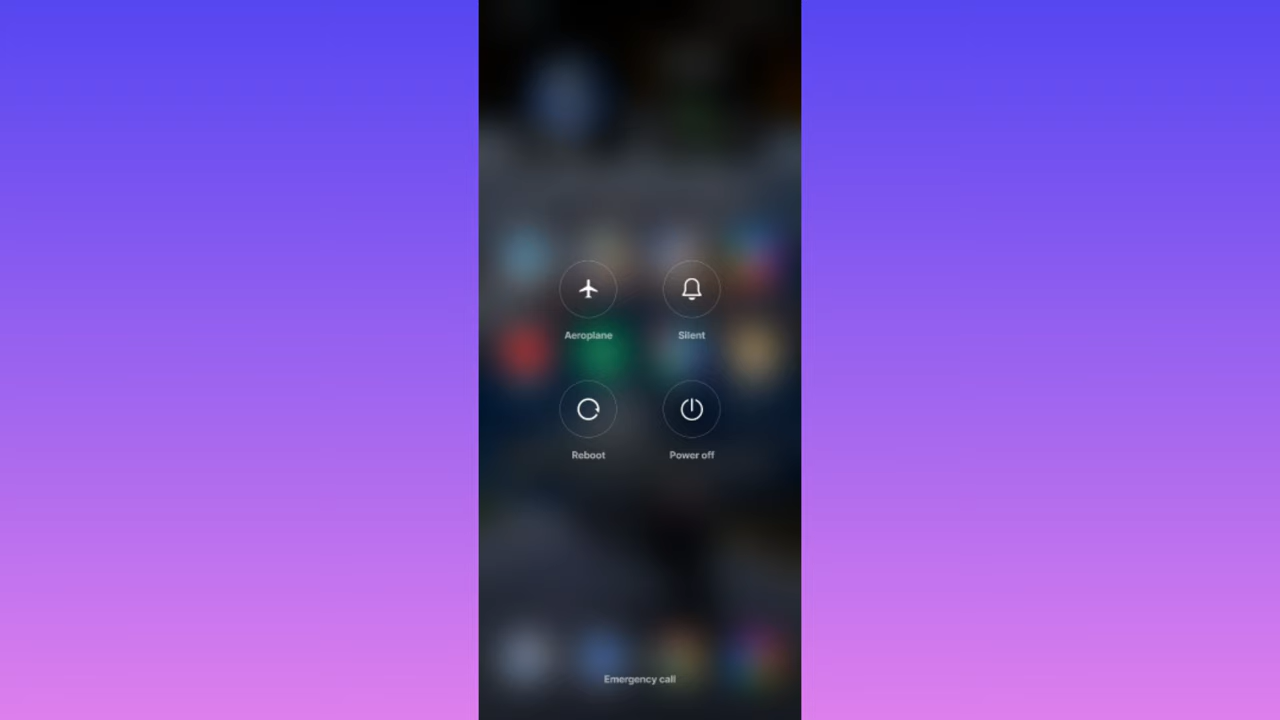 Aeroplane
Silent
Reboot
Power off
Emergency call